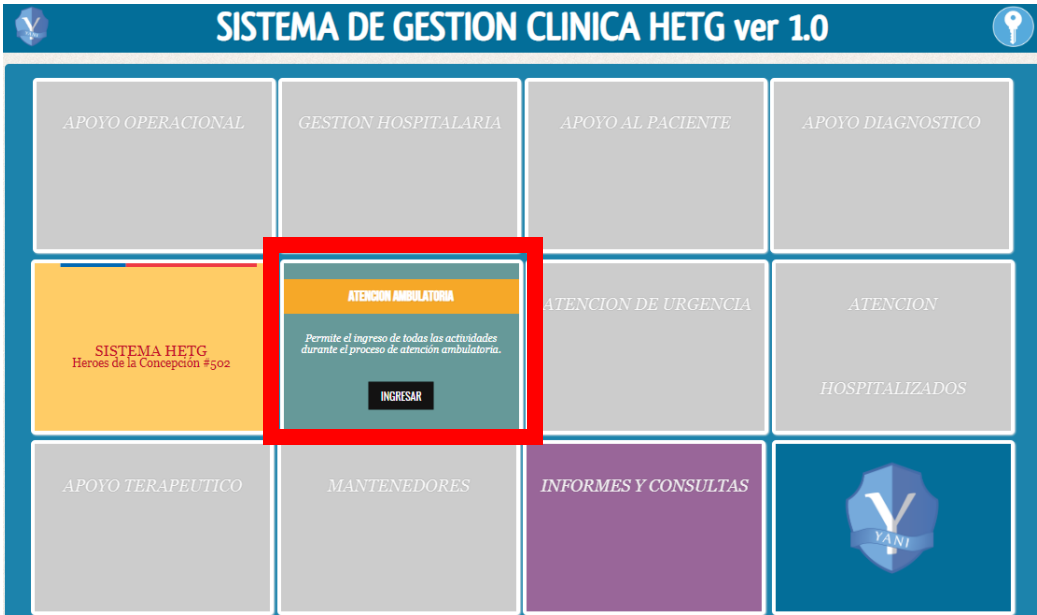 YANI
SISTEMA DE GESTION CLINICA HETG ver 1.0
APOYO OPERACIONAL
GESTION HOSPITALARIA
APOYO AL PACIENTE
APOYO DIAGNOSTICO
SISTEMA HETG
Heroes de la Concepción #502
ATENCION AMBULATORIA
Permite el ingreso de todas las actividades
durante el proceso de atención ambulatoria.
INGRESAR
ATENCION DE URGENCIA
ATENCION
HOSPITALIZADOS
APOYO TERAPEUTICO
MANTENEDORES
INFORMES Y CONSULTAS
Y
YANI